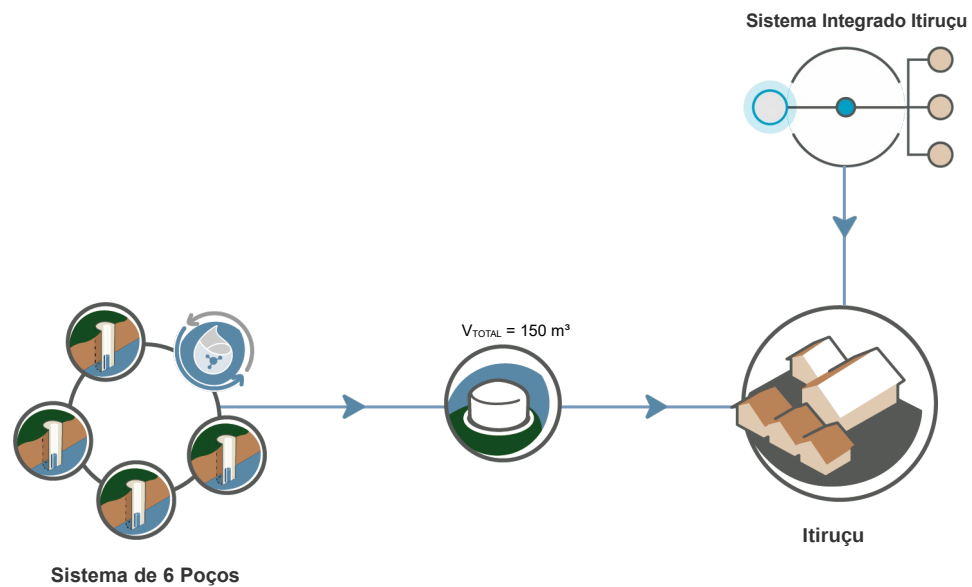 Sistema Integrado Itiruçu
VTOTAL = 150 m³
Itiruçu
Sistema de 6 Poços